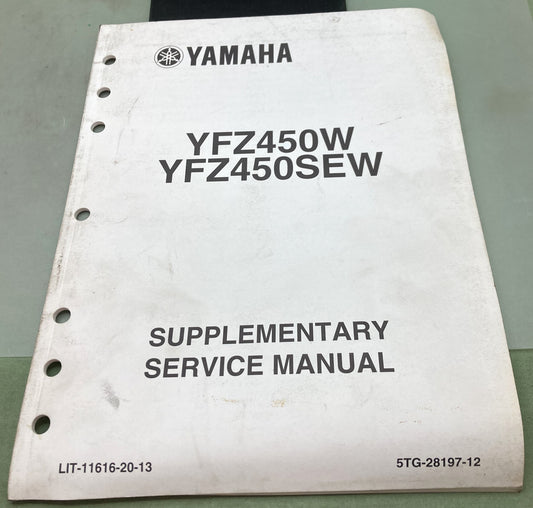 YAMAHA
YFZ450W
YFZ450SEW
SUPPLEMENTARY
SERVICE MANUAL
LIT-11616-20-13
5TG-28197-12